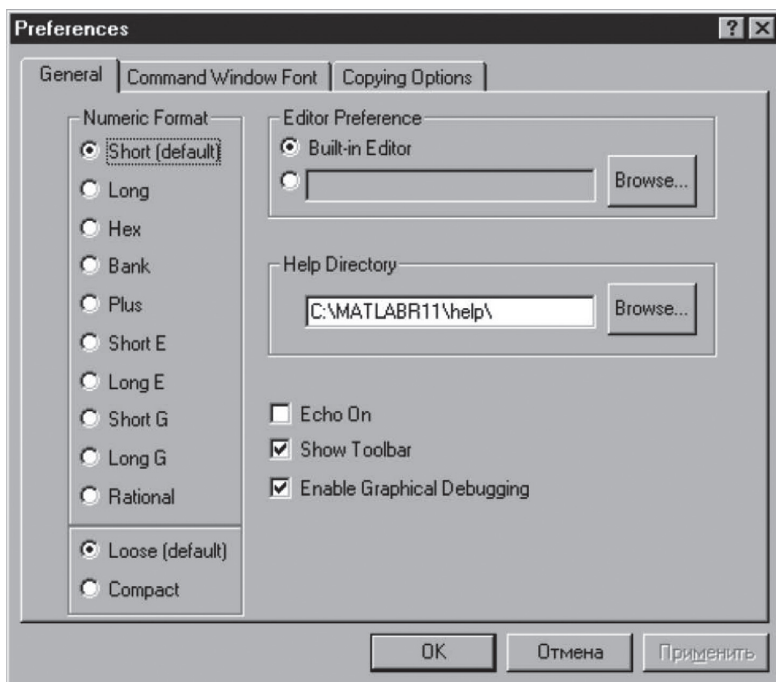 Preferences
General
Command Window Font
Copying Options
Numeric Format
Short (default)
Long
Hex
Bank
Plus
Short E
Long E
Short G
Long G
Rational
Loose (default)
Compact
Editor Preference
Built-in Editor
Browse...
Help Directory
C:\MATLABR11\help\
Browse...
Echo On
Show Toolbar
Enable Graphical Debugging
OK
Отмена
Применить